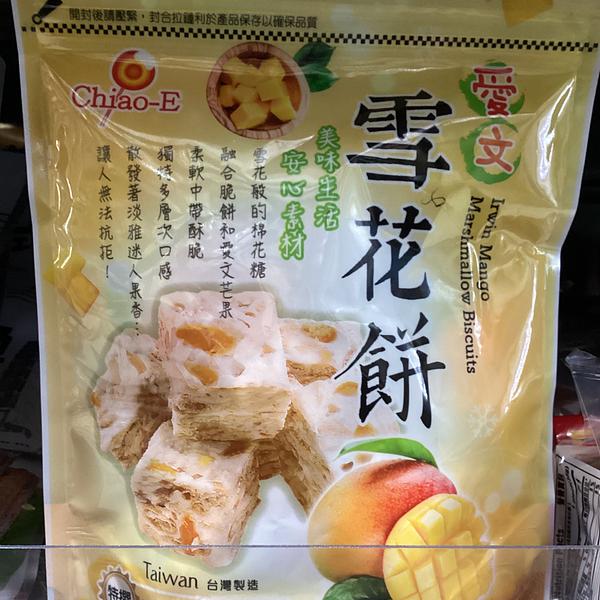 開封後請壓緊，封合拉鏈利於產品保存以確保品質
Chiao-E
愛文
雪花餅
Irwin Mango
Marshmallow Biscuits
美味生活
安心素材
雪花般的棉花糖
融合脆餅和愛文芒果
柔軟中帶酥脆
獨特多層次口感
散發著淡雅迷人果香…
讓人無法抗拒！
Taiwan 台灣製造
特撰